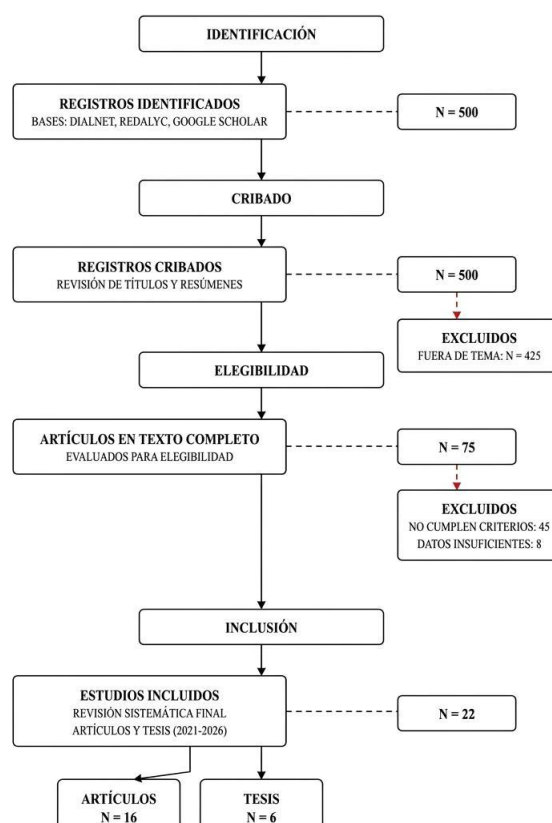 IDENTIFICACIÓN
REGISTROS IDENTIFICADOS
BASES: DIALNET, REDALYC, GOOGLE SCHOLAR
N = 500
CRIBADO
REGISTROS CRIBADOS
REVISIÓN DE TÍTULOS Y RESÚMENES
N = 500
EXCLUIDOS
FUERA DE TEMA: N = 425
ELEGIBILIDAD
ARTÍCULOS EN TEXTO COMPLETO
EVALUADOS PARA ELEGIBILIDAD
N = 75
EXCLUIDOS
NO CUMPLEN CRITERIOS: 45
DATOS INSUFICIENTES: 8
INCLUSIÓN
ESTUDIOS INCLUIDOS
REVISIÓN SISTEMÁTICA FINAL
ARTÍCULOS Y TESIS (2021-2026)
N = 22
ARTÍCULOS
N = 16
TESIS
N = 6